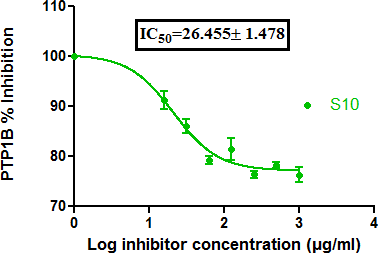 IC50=26.455± 1.478
PTP1B % Inhibition
110
100
90
80
70
S10
0
1
2
3
4
Log inhibitor concentration (µg/ml)